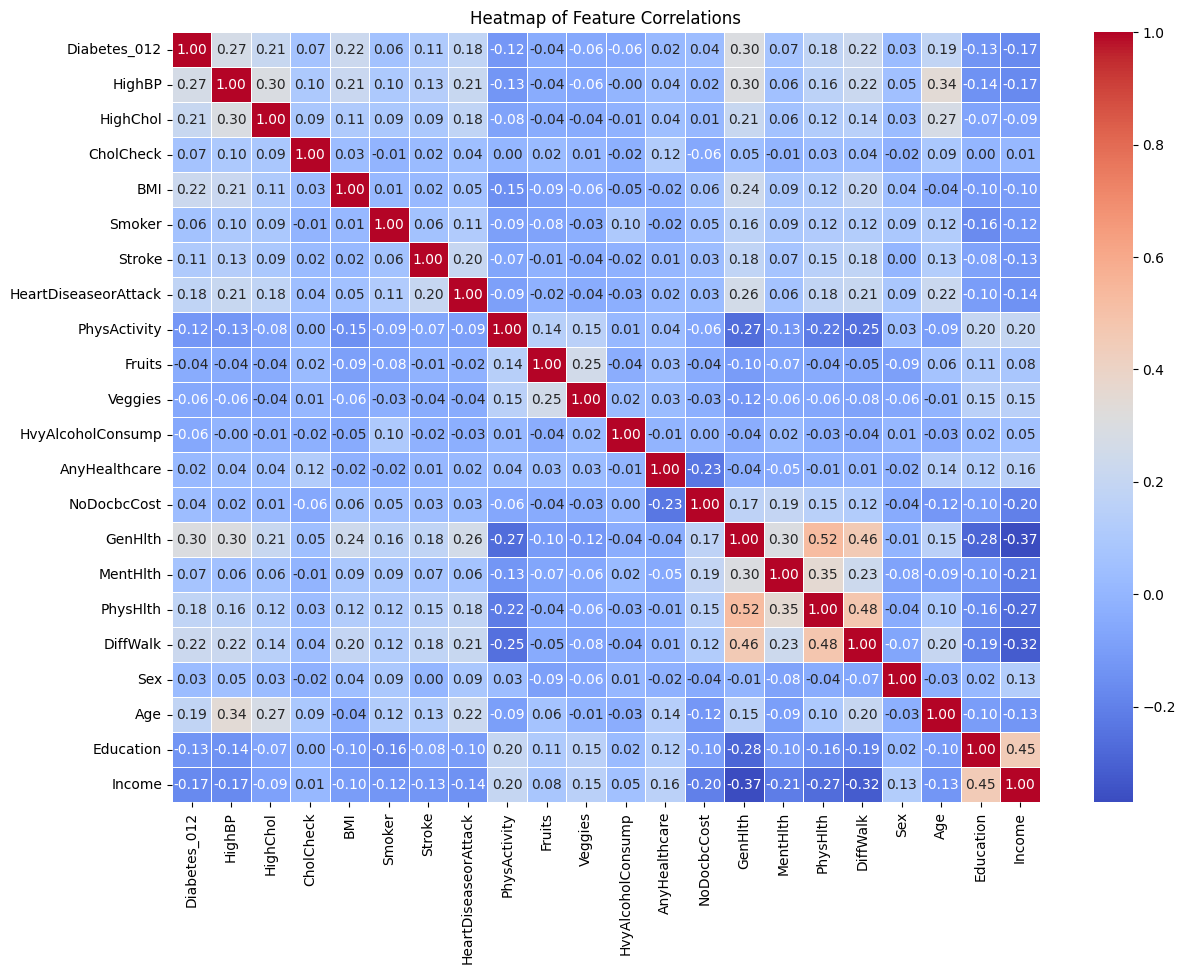 Heatmap of Feature Correlations
Diabetes_012 1.00 0.27 0.21 0.07 0.22 0.06 0.11 0.18 -0.12 -0.04 -0.06 -0.06 0.02 0.04 0.30 0.07 0.18 0.22 0.03 0.19 -0.13 -0.17
HighBP 0.27 1.00 0.30 0.10 0.21 0.10 0.13 0.21 -0.13 -0.04 -0.06 -0.00 0.04 0.02 0.30 0.06 0.16 0.22 0.05 0.34 -0.14 -0.17
HighChol 0.21 0.30 1.00 0.09 0.11 0.09 0.09 0.18 -0.08 -0.04 -0.04 -0.01 0.04 0.01 0.21 0.06 0.12 0.14 0.03 0.27 -0.07 -0.09
CholCheck 0.07 0.10 0.09 1.00 0.03 -0.01 0.02 0.04 0.00 0.02 0.01 -0.02 0.12 -0.06 0.05 -0.01 0.03 0.04 -0.02 0.09 0.00 0.01
BMI 0.22 0.21 0.11 0.03 1.00 0.01 0.02 0.05 -0.15 -0.09 -0.06 -0.05 -0.02 0.06 0.24 0.09 0.12 0.20 0.04 -0.04 -0.10 -0.10
Smoker 0.06 0.10 0.09 -0.01 0.01 1.00 0.06 0.11 -0.09 -0.08 -0.03 0.10 -0.02 0.05 0.16 0.09 0.12 0.12 0.09 0.12 -0.16 -0.12
Stroke 0.11 0.13 0.09 0.02 0.02 0.06 1.00 0.20 -0.07 -0.01 -0.04 -0.02 0.01 0.03 0.18 0.07 0.15 0.18 0.00 0.13 -0.08 -0.13
HeartDiseaseorAttack 0.18 0.21 0.18 0.04 0.05 0.11 0.20 1.00 -0.09 -0.02 -0.04 -0.03 0.02 0.03 0.26 0.06 0.18 0.21 0.09 0.22 -0.10 -0.14
PhysActivity -0.12 -0.13 -0.08 0.00 -0.15 -0.09 -0.07 -0.09 1.00 0.14 0.15 0.01 0.04 -0.06 -0.27 -0.13 -0.22 -0.25 0.03 -0.09 0.20 0.20
Fruits -0.04 -0.04 -0.04 0.02 -0.09 -0.08 -0.01 -0.02 0.14 1.00 0.25 -0.04 0.03 -0.04 -0.10 -0.07 -0.04 -0.05 -0.09 0.06 0.11 0.08
Veggies -0.06 -0.06 -0.04 0.01 -0.06 -0.03 -0.04 -0.04 0.15 0.25 1.00 0.02 0.03 -0.03 -0.12 -0.06 -0.06 -0.08 -0.06 -0.01 0.15 0.15
HvyAlcoholConsump -0.06 -0.00 -0.01 -0.02 -0.05 0.10 -0.02 -0.03 0.01 -0.04 0.02 1.00 -0.01 0.00 -0.04 0.02 -0.03 -0.04 0.01 -0.03 0.02 0.05
AnyHealthcare 0.02 0.04 0.04 0.12 -0.02 -0.02 0.01 0.02 0.04 0.03 0.03 -0.01 1.00 -0.23 -0.04 -0.05 -0.01 0.01 -0.02 0.14 0.12 0.16
NoDocbcCost 0.04 0.02 0.01 -0.06 0.06 0.05 0.03 0.03 -0.06 -0.04 -0.03 0.00 -0.23 1.00 0.17 0.19 0.15 0.12 -0.04 -0.12 -0.10 -0.20
GenHlth 0.30 0.30 0.21 0.05 0.24 0.16 0.18 0.26 -0.27 -0.10 -0.12 -0.04 -0.04 0.17 1.00 0.30 0.52 0.46 -0.01 0.15 -0.28 -0.37
MentHlth 0.07 0.06 0.06 -0.01 0.09 0.09 0.07 0.06 -0.13 -0.07 -0.06 0.02 -0.05 0.19 0.30 1.00 0.35 0.23 -0.08 -0.09 -0.10 -0.21
PhysHlth 0.18 0.16 0.12 0.03 0.12 0.12 0.15 0.18 -0.22 -0.04 -0.06 -0.03 -0.01 0.15 0.52 0.35 1.00 0.48 -0.04 0.10 -0.16 -0.27
DiffWalk 0.22 0.22 0.14 0.04 0.20 0.12 0.18 0.21 -0.25 -0.05 -0.08 -0.04 0.01 0.12 0.46 0.23 0.48 1.00 -0.07 0.20 -0.19 -0.32
Sex 0.03 0.05 0.03 -0.02 0.04 0.09 0.00 0.09 0.03 -0.09 -0.06 0.01 -0.02 -0.04 -0.01 -0.08 -0.04 -0.07 1.00 -0.03 0.02 0.13
Age 0.19 0.34 0.27 0.09 -0.04 0.12 0.13 0.22 -0.09 0.06 -0.01 -0.03 0.14 -0.12 0.15 -0.09 0.10 0.20 -0.03 1.00 -0.10 -0.13
Education -0.13 -0.14 -0.07 0.00 -0.10 -0.16 -0.08 -0.10 0.20 0.11 0.15 0.02 0.12 -0.10 -0.28 -0.10 -0.16 -0.19 0.02 -0.10 1.00 0.45
Income -0.17 -0.17 -0.09 0.01 -0.10 -0.12 -0.13 -0.14 0.20 0.08 0.15 0.05 0.16 -0.20 -0.37 -0.21 -0.27 -0.32 0.13 -0.13 0.45 1.00
Diabetes_012
HighBP
HighChol
CholCheck
BMI
Smoker
Stroke
HeartDiseaseorAttack
PhysActivity
Fruits
Veggies
HvyAlcoholConsump
AnyHealthcare
NoDocbcCost
GenHlth
MentHlth
PhysHlth
DiffWalk
Sex
Age
Education
Income
1.0
0.8
0.6
0.4
0.2
0.0
−0.2